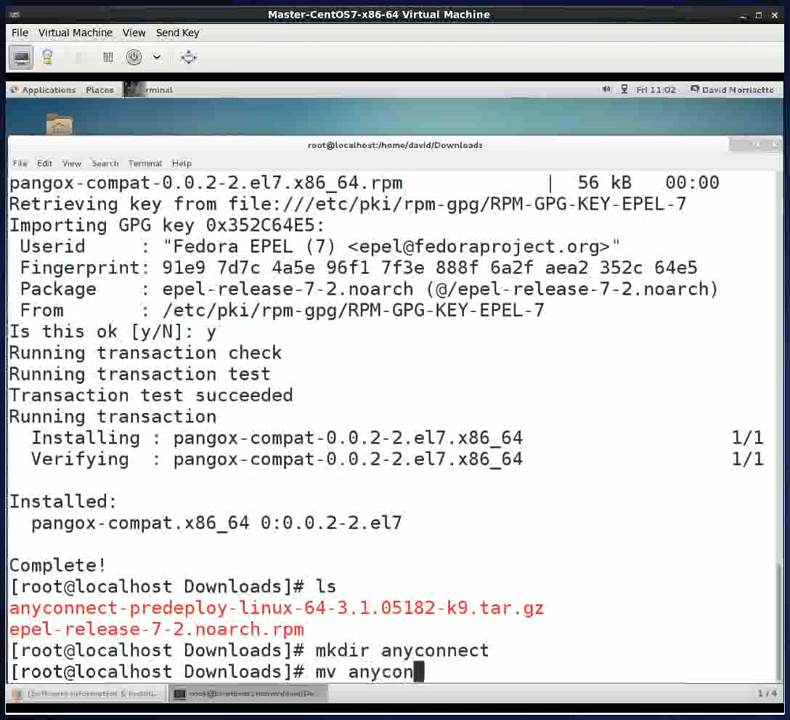 Master-CentOS7-x86-64 Virtual Machine
File Virtual Machine View Send Key
Applications Places rminal Fri 11:02 David Morrisette
root@localhost:/home/david/Downloads
File Edit View Search Terminal Help
pangox-compat-0.0.2-2.el7.x86_64.rpm | 56 kB 00:00
Retrieving key from file:///etc/pki/rpm-gpg/RPM-GPG-KEY-EPEL-7
Importing GPG key 0x352C64E5:
Userid : "Fedora EPEL (7) <epel@fedoraproject.org>"
Fingerprint: 91e9 7d7c 4a5e 96f1 7f3e 888f 6a2f aea2 352c 64e5
Package : epel-release-7-2.noarch (@/epel-release-7-2.noarch)
From : /etc/pki/rpm-gpg/RPM-GPG-KEY-EPEL-7
Is this ok [y/N]: y
Running transaction check
Running transaction test
Transaction test succeeded
Running transaction
Installing : pangox-compat-0.0.2-2.el7.x86_64 1/1
Verifying : pangox-compat-0.0.2-2.el7.x86_64 1/1
Installed:
pangox-compat.x86_64 0:0.0.2-2.el7
Complete!
[root@localhost Downloads]# ls
anyconnect-predeploy-linux-64-3.1.05182-k9.tar.gz
epel-release-7-2.noarch.rpm
[root@localhost Downloads]# mkdir anyconnect
[root@localhost Downloads]# mv anycon
1 / 4